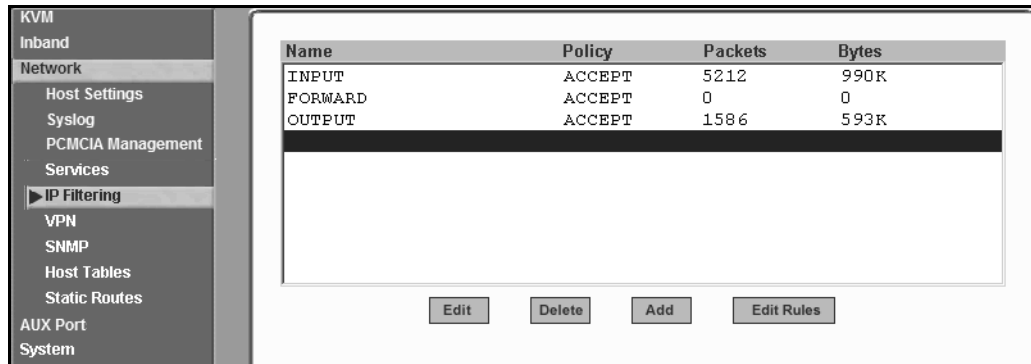 KVM
Inband
Network
Host Settings
Syslog
PCMCIA Management
Services
IP Filtering
VPN
SNMP
Host Tables
Static Routes
AUX Port
System
Name Policy Packets Bytes
INPUT ACCEPT 5212 990K
FORWARD ACCEPT 0 0
OUTPUT ACCEPT 1586 593K
Edit Delete Add Edit Rules